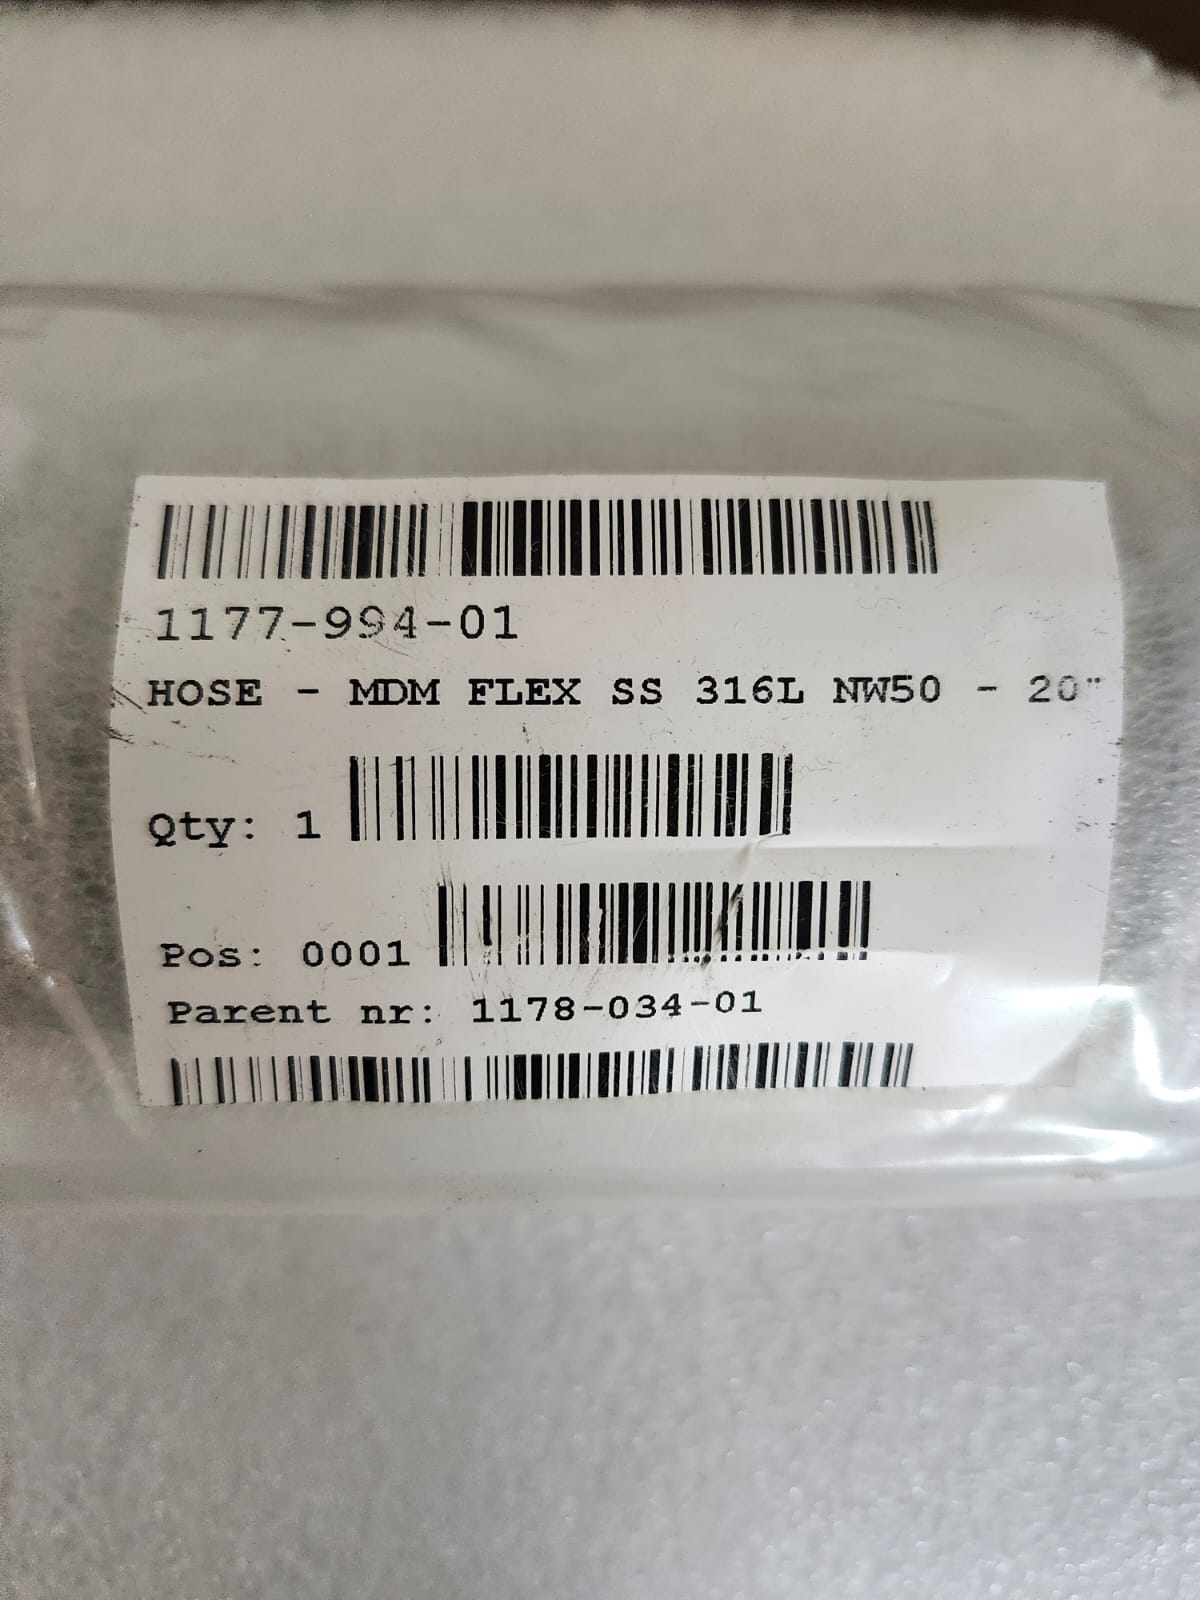 1177-994-01
HOSE - MDM FLEX SS 316L NW50 - 20"
Qty: 1
Pos: 0001
Parent nr: 1178-034-01